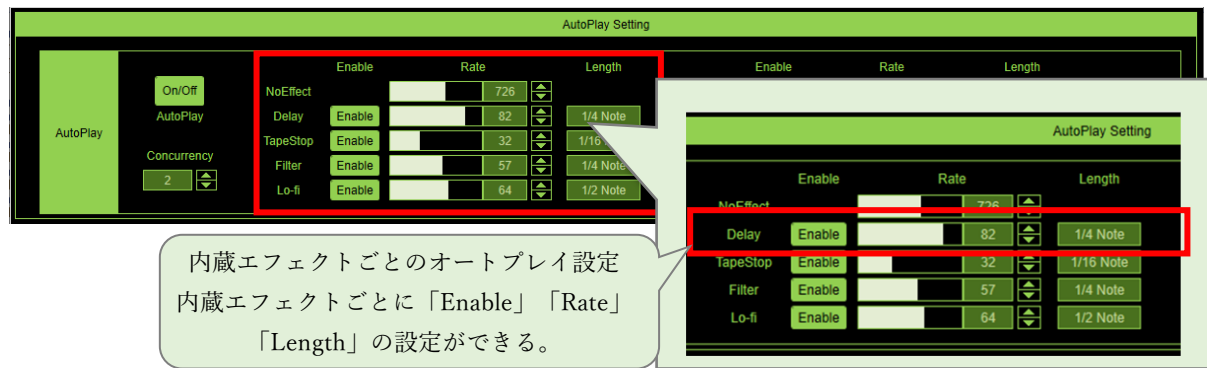 AutoPlay Setting
Enable Rate Length Enable Rate Length
On/Off NoEffect 726
AutoPlay Delay Enable 82 1/4 Note
AutoPlay TapeStop Enable 32 1/16
Concurrency Filter Enable 57 1/4 Note
2 Lo-fi Enable 64 1/2 Note
AutoPlay Setting
Enable Rate Length
NoEffect 726
Delay Enable 82 1/4 Note
TapeStop Enable 32 1/16 Note
Filter Enable 57 1/4 Note
Lo-fi Enable 64 1/2 Note
内蔵エフェクトごとのオートプレイ設定
内蔵エフェクトごとに「Enable」「Rate」
「Length」の設定ができる。